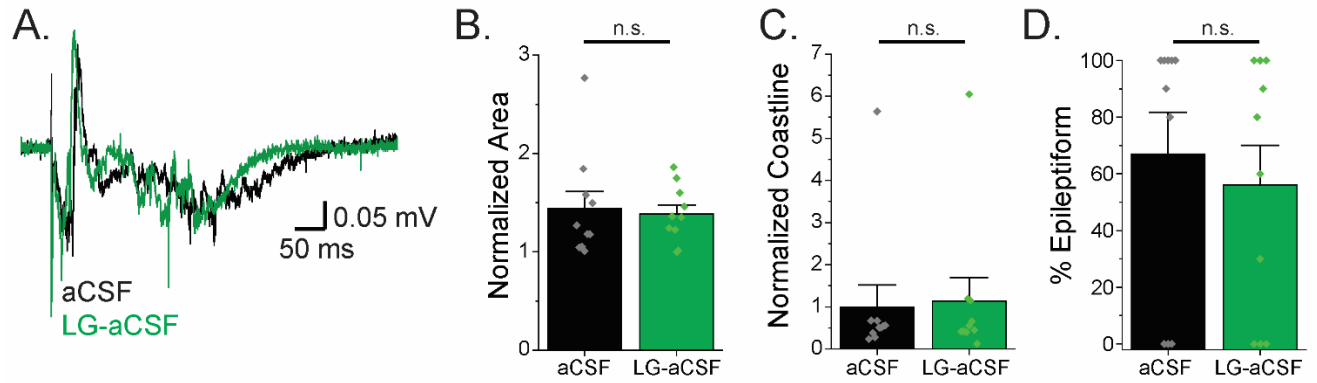 A.
0.05 mV
50 ms
aCSF
LG-aCSF
B.
n.s.
Normalized Area
3
2
1
0
aCSF
LG-aCSF
C.
n.s.
Normalized Coastline
7
6
5
4
3
2
1
0
aCSF
LG-aCSF
D.
n.s.
% Epileptiform
100
80
60
40
20
0
aCSF
LG-aCSF